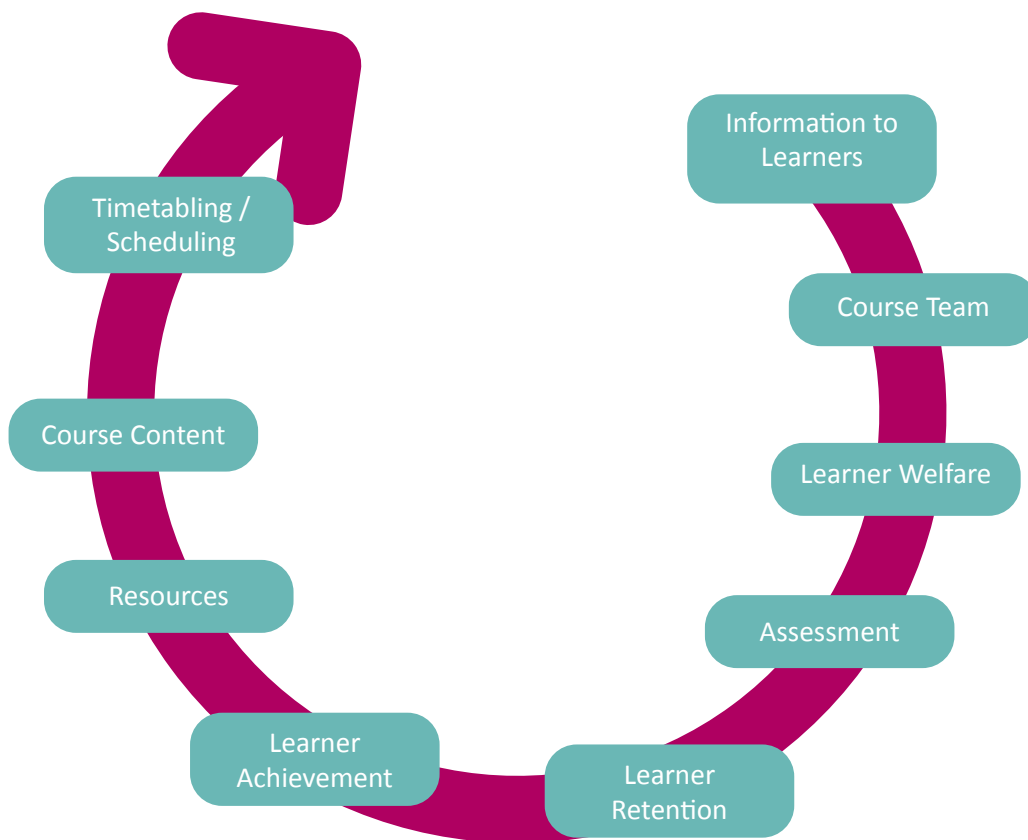 Information to
Learners
Course Team
Learner Welfare
Assessment
Learner
Retention
Learner
Achievement
Resources
Course Content
Timetabling /
Scheduling